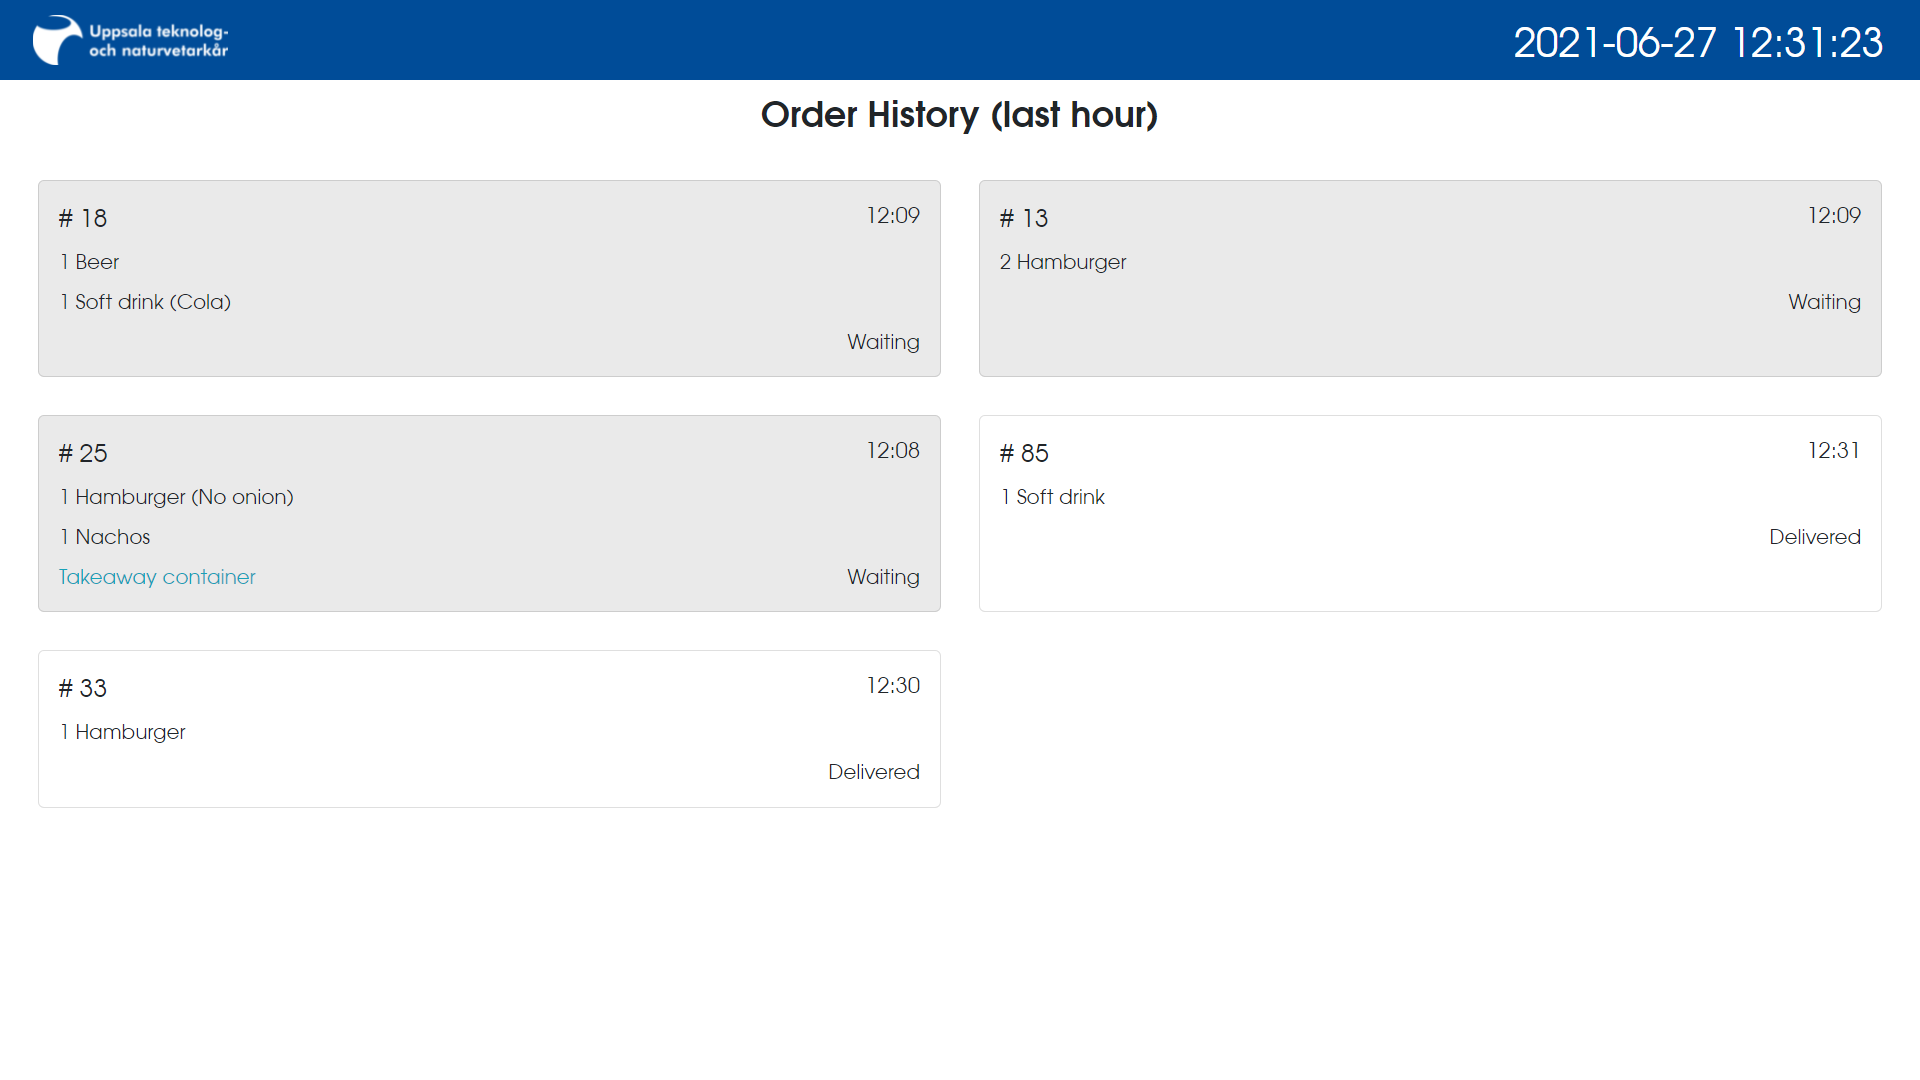 Uppsala teknolog-
och naturvetarkår
2021-06-27 12:31:23
Order History (last hour)
# 18 12:09
1 Beer
1 Soft drink (Cola)
Waiting
# 13 12:09
2 Hamburger
Waiting
# 25 12:08
1 Hamburger (No onion)
1 Nachos
Takeaway container Waiting
# 85 12:31
1 Soft drink
Delivered
# 33 12:30
1 Hamburger
Delivered